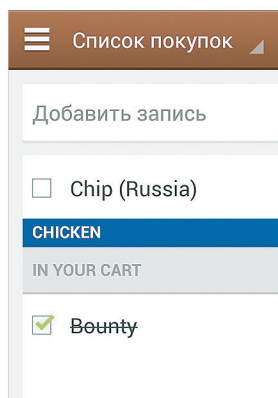 Список покупок
Добавить запись
Chip (Russia)
CHICKEN
IN YOUR CART
Bounty